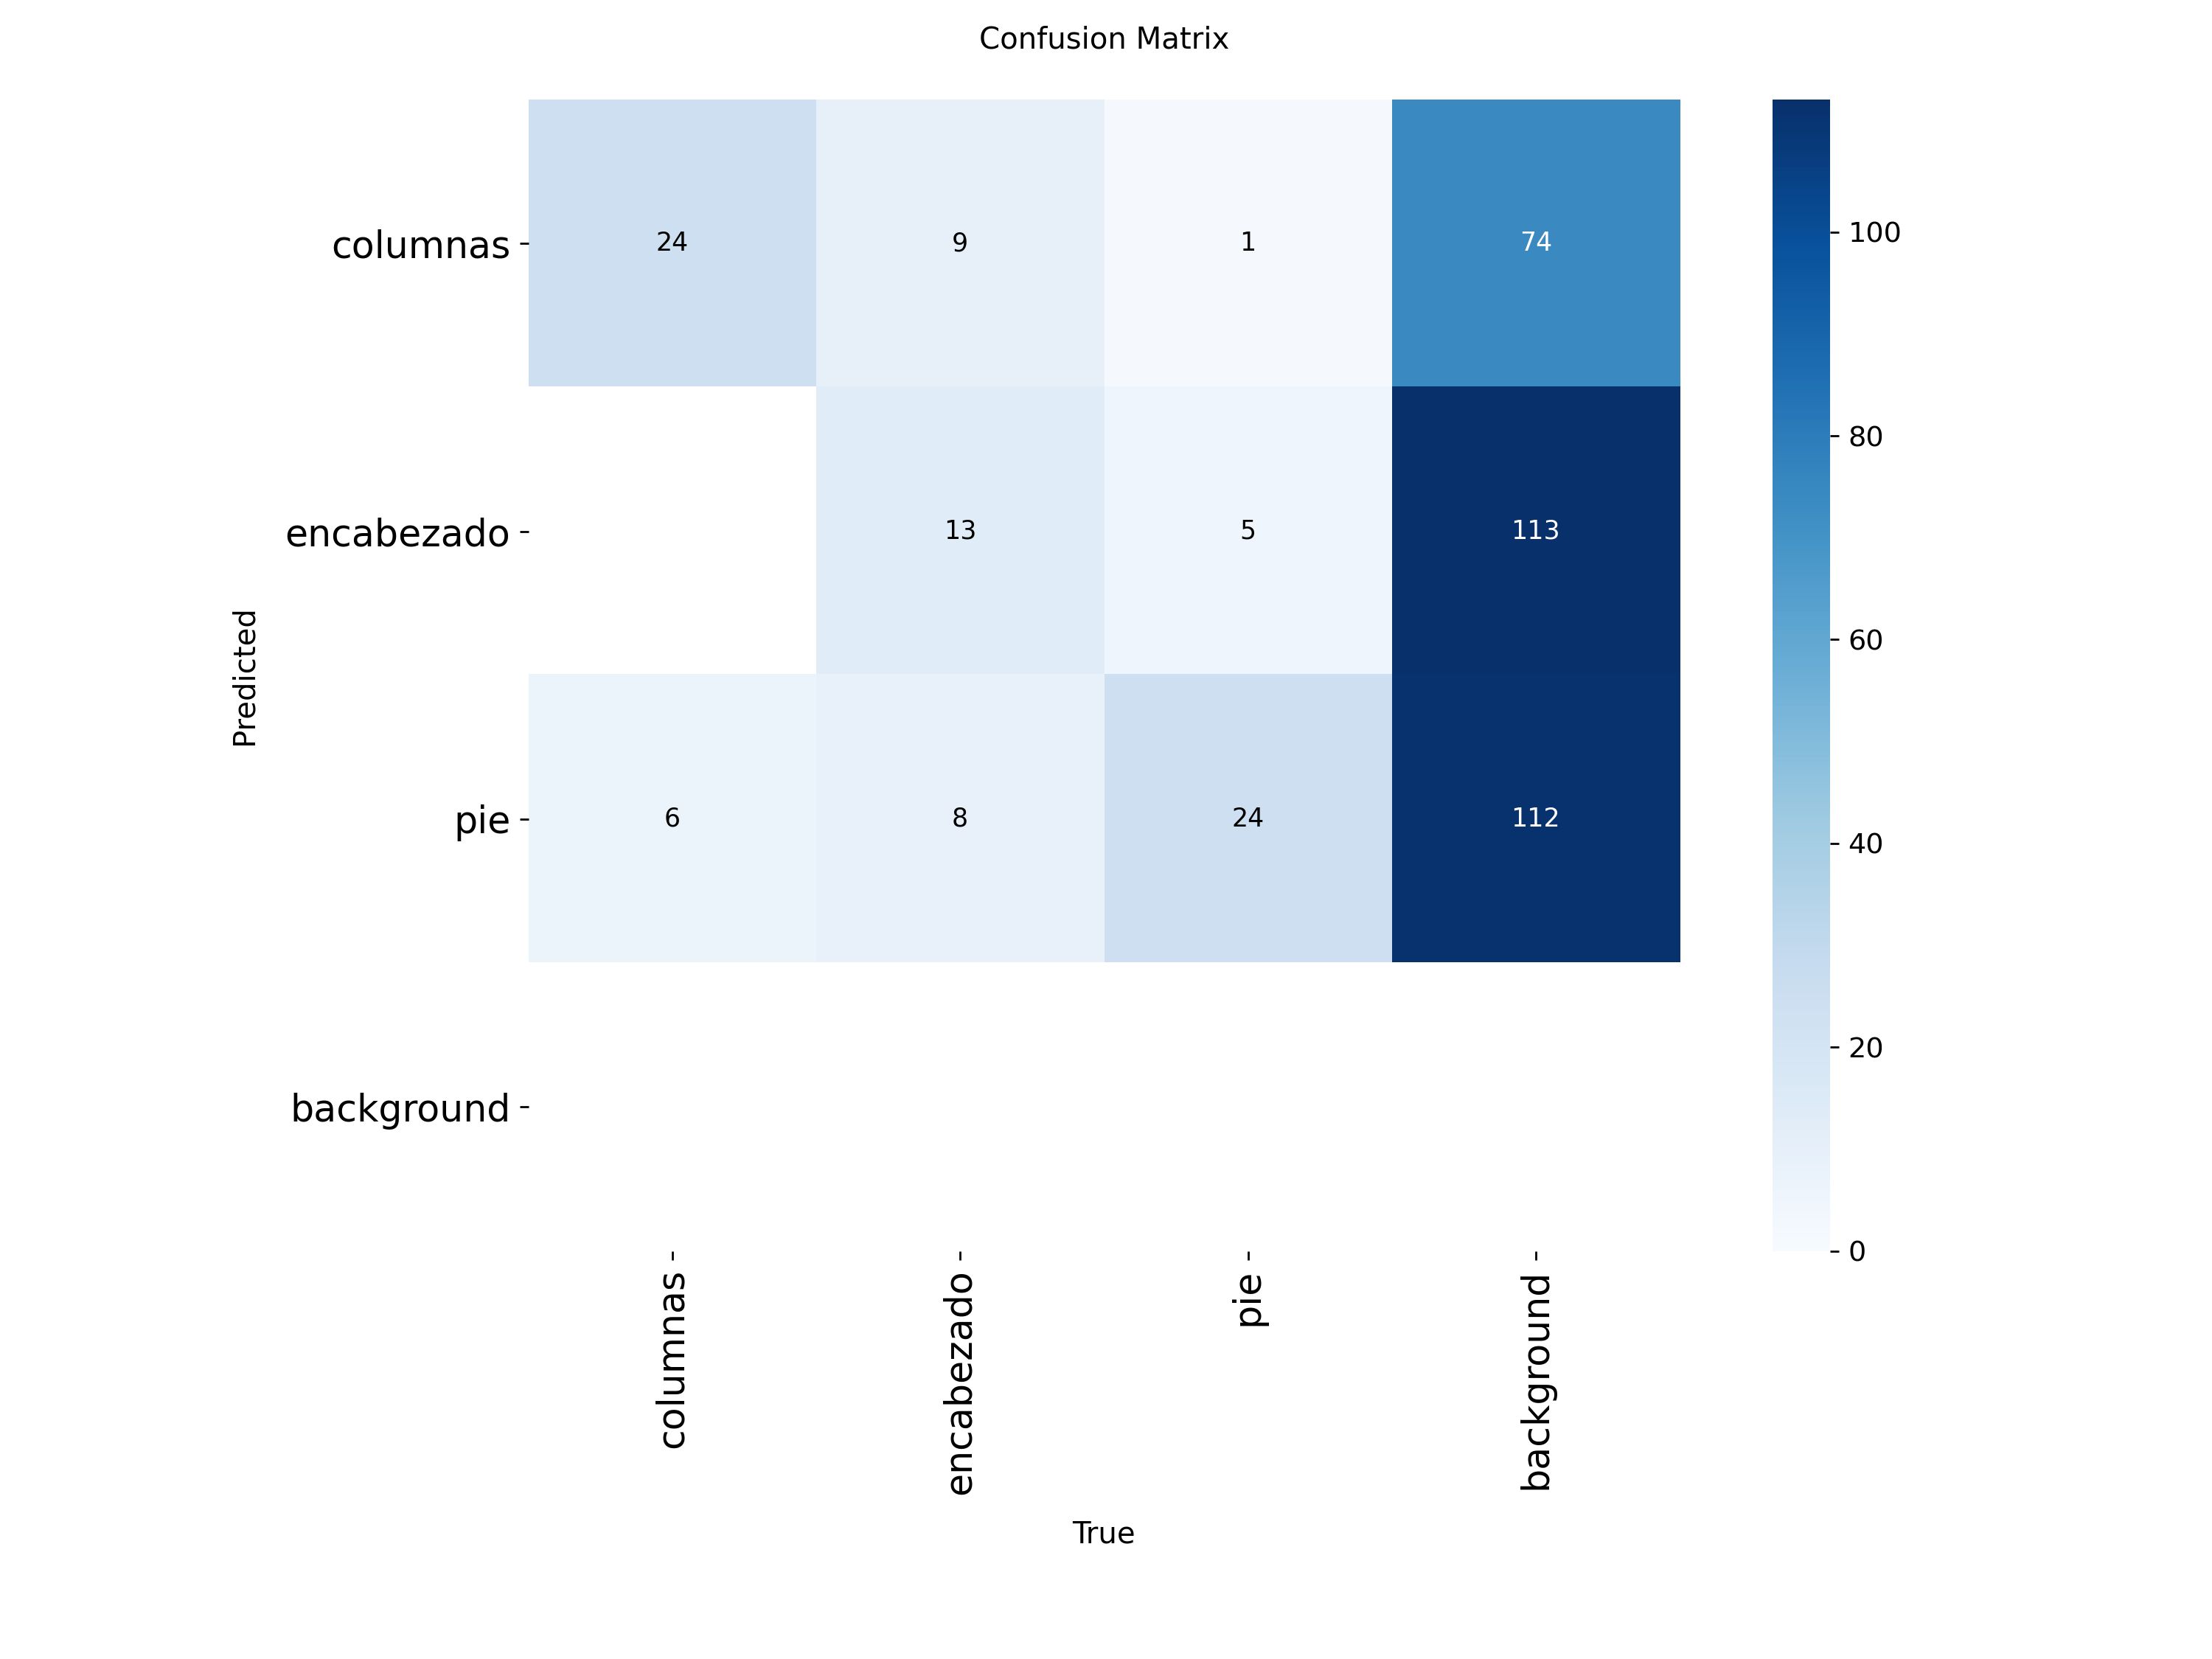 Confusion Matrix
columnas
24 9 1 74
100
encabezado
13 5 113
80
60
Predicted
pie
6 8 24 112
40
20
background
0
columnas
encabezado
pie
background
True